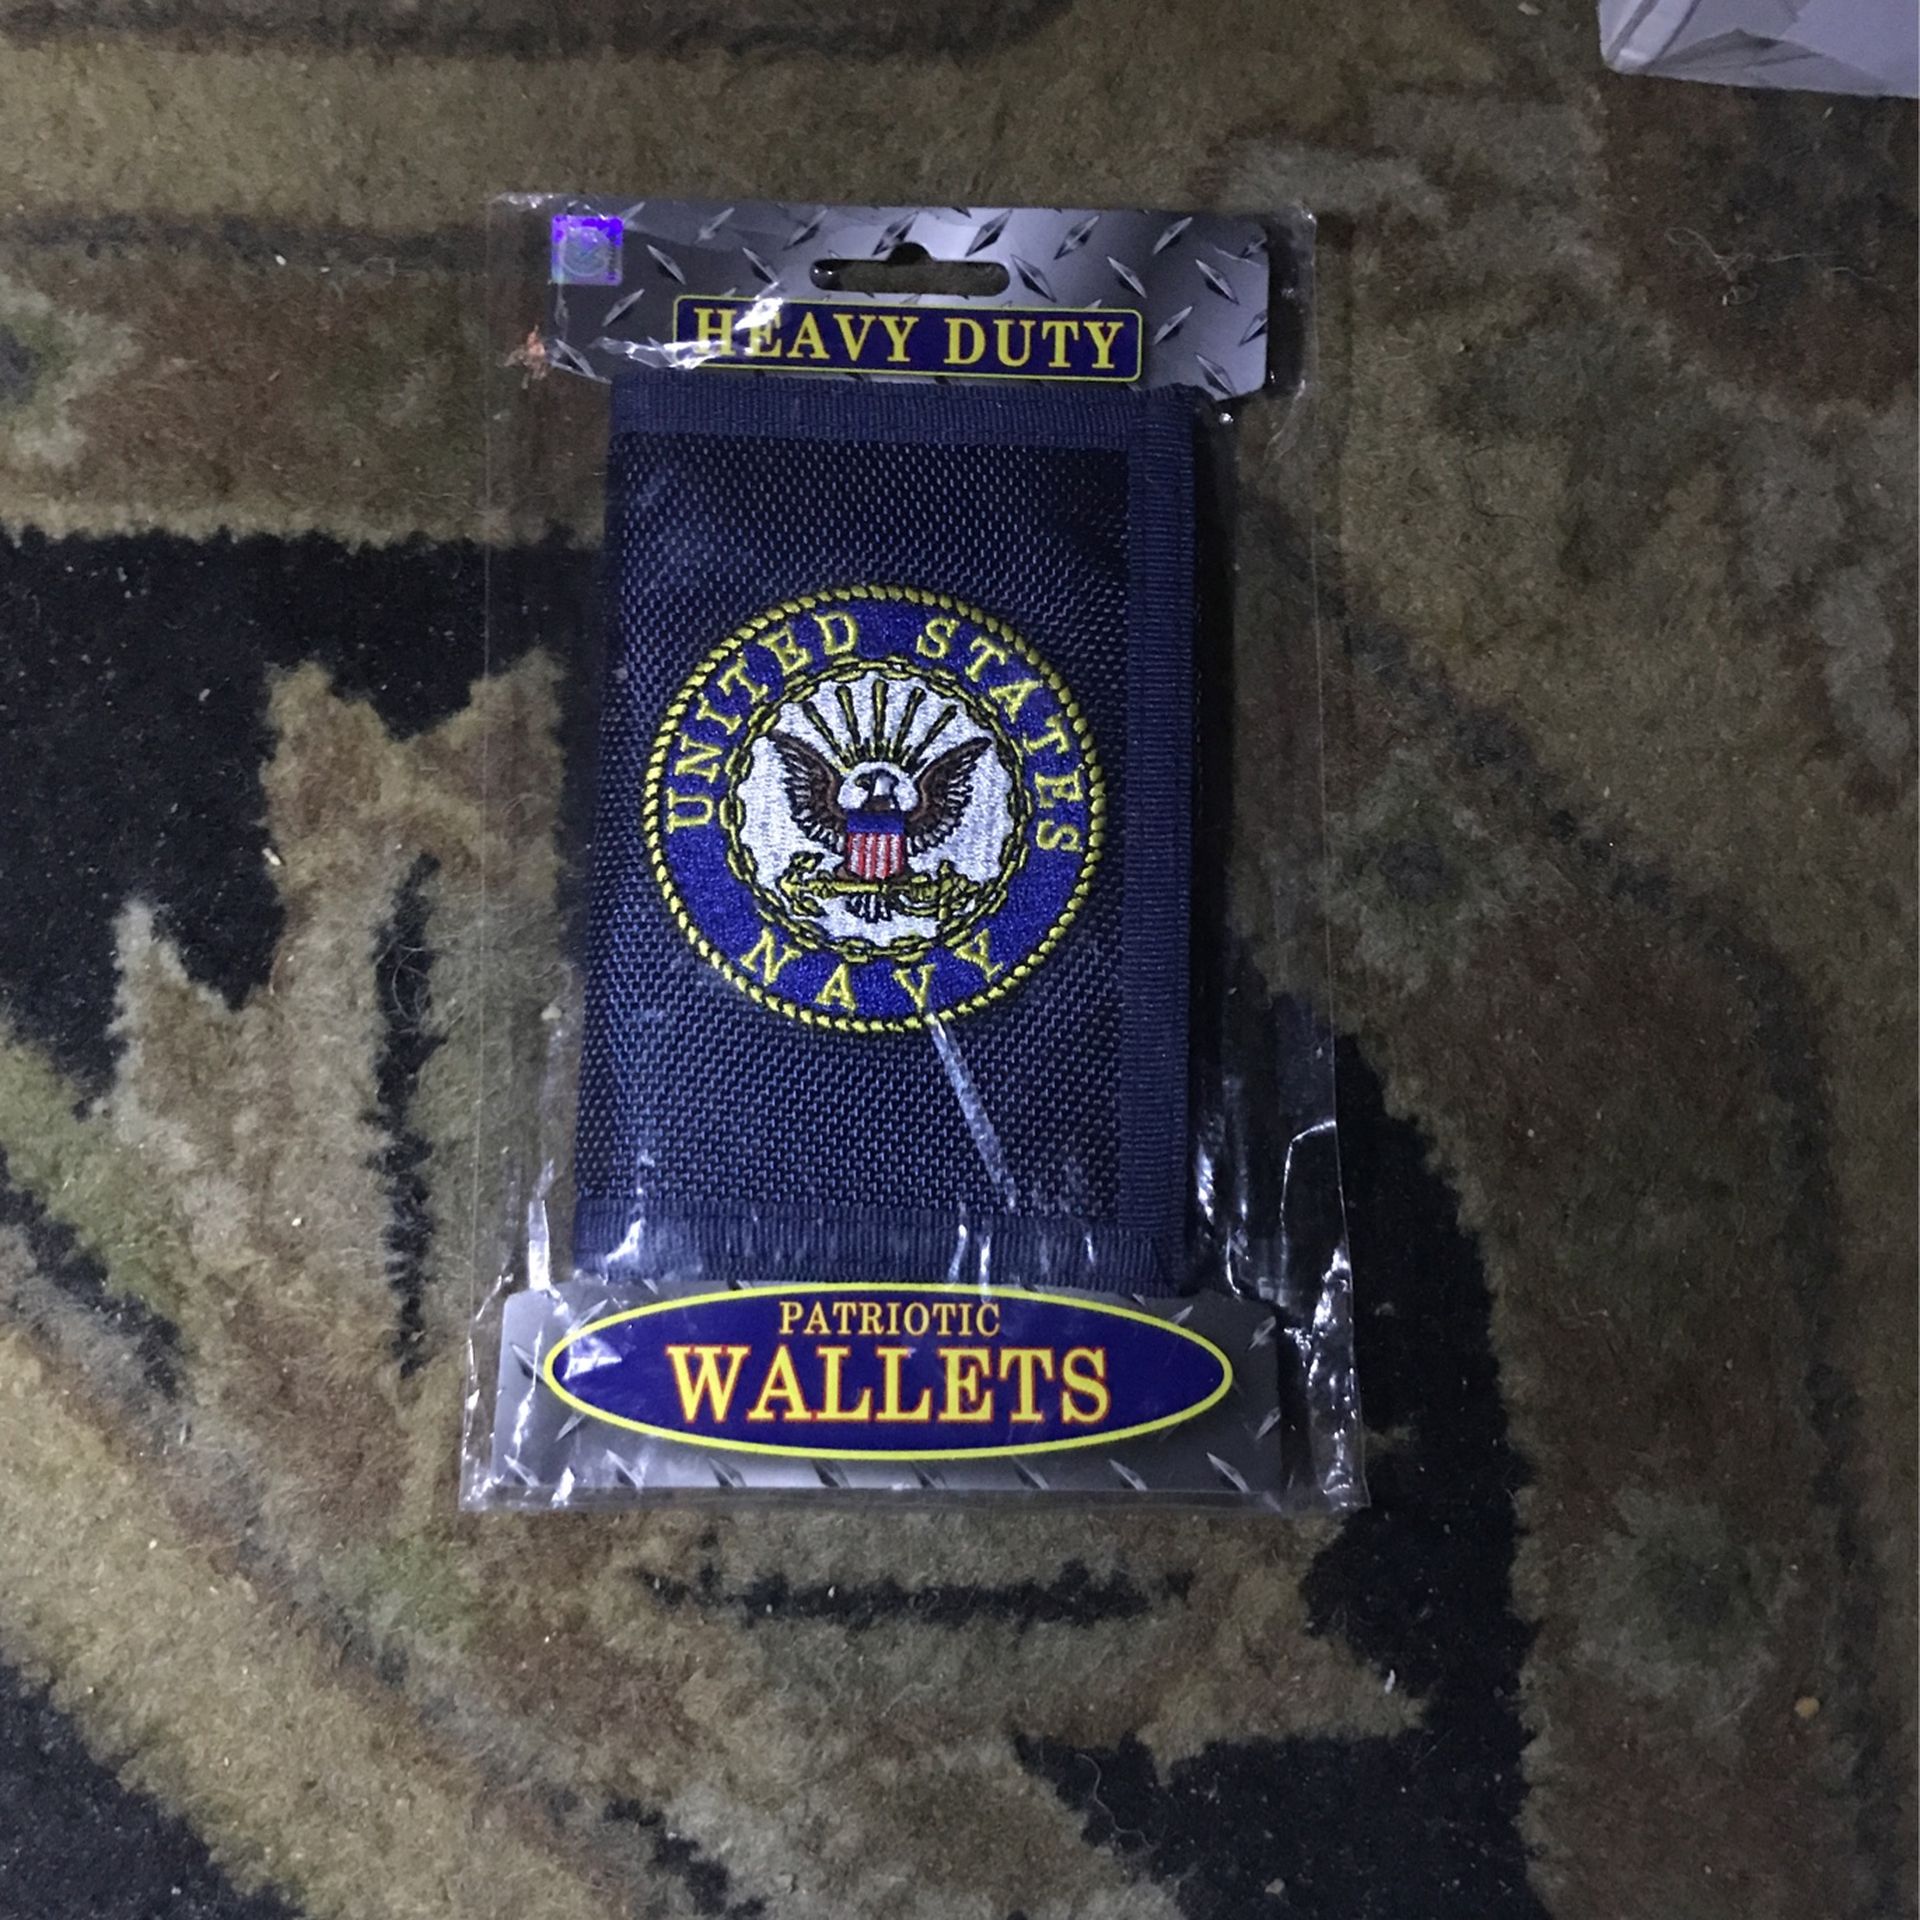 HEAVY DUTY
UNITED STATES
NAVY
PATRIOTIC
WALLETS